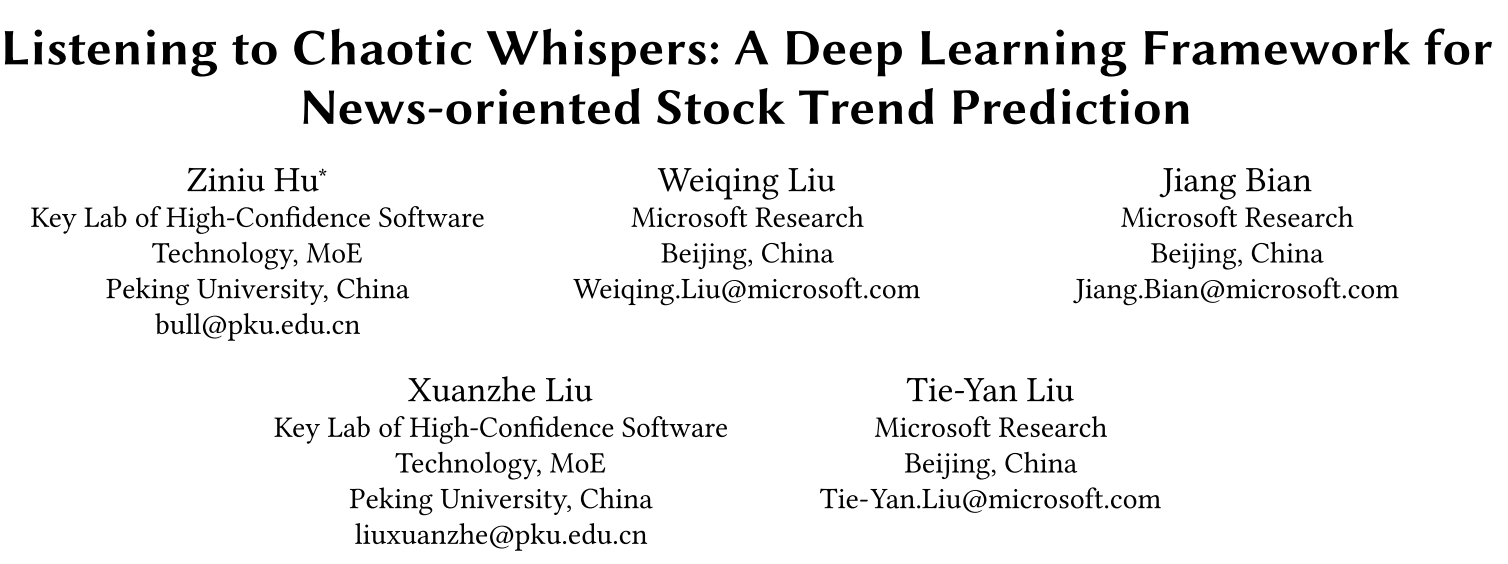 Listening to Chaotic Whispers: A Deep Learning Framework for
News-oriented Stock Trend Prediction
Ziniu Hu*
Key Lab of High-Confidence Software
Technology, MoE
Peking University, China
bull@pku.edu.cn
Weiqing Liu
Microsoft Research
Beijing, China
Weiqing.Liu@microsoft.com
Jiang Bian
Microsoft Research
Beijing, China
Jiang.Bian@microsoft.com
Xuanzhe Liu
Key Lab of High-Confidence Software
Technology, MoE
Peking University, China
liuxuanzhe@pku.edu.cn
Tie-Yan Liu
Microsoft Research
Beijing, China
Tie-Yan.Liu@microsoft.com